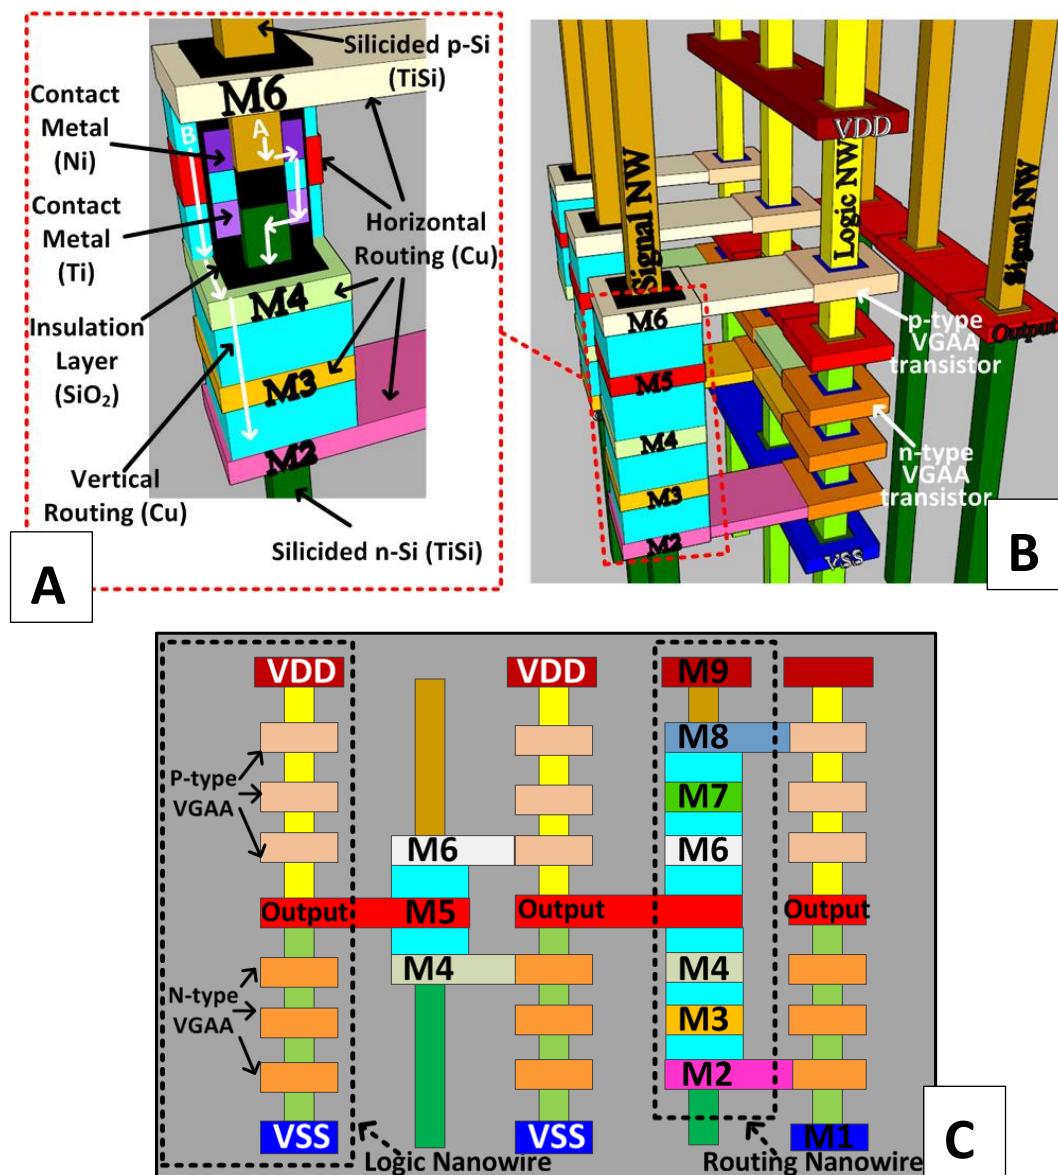 Silicided p-Si
(TiSi)
Contact
Metal
(Ni)
M6
B
A
Contact
Metal
(Ti)
Horizontal
Routing (Cu)
Insulation
Layer
(SiO₂)
M4
M3
M2
Vertical
Routing (Cu)
Silicided n-Si (TiSi)
A
VDD
Signal NW
Logic NW
Signal NW
M6
Output
p-type
VGAA
transistor
M5
M4
n-type
VGAA
transistor
M3
M2
VSS
B
VDD
VDD
M9
M8
P-type
VGAA
M7
M6
M6
Output
M5
Output
Output
M4
M4
N-type
VGAA
M3
M2
VSS
VSS
M1
Logic Nanowire
Routing Nanowire
C